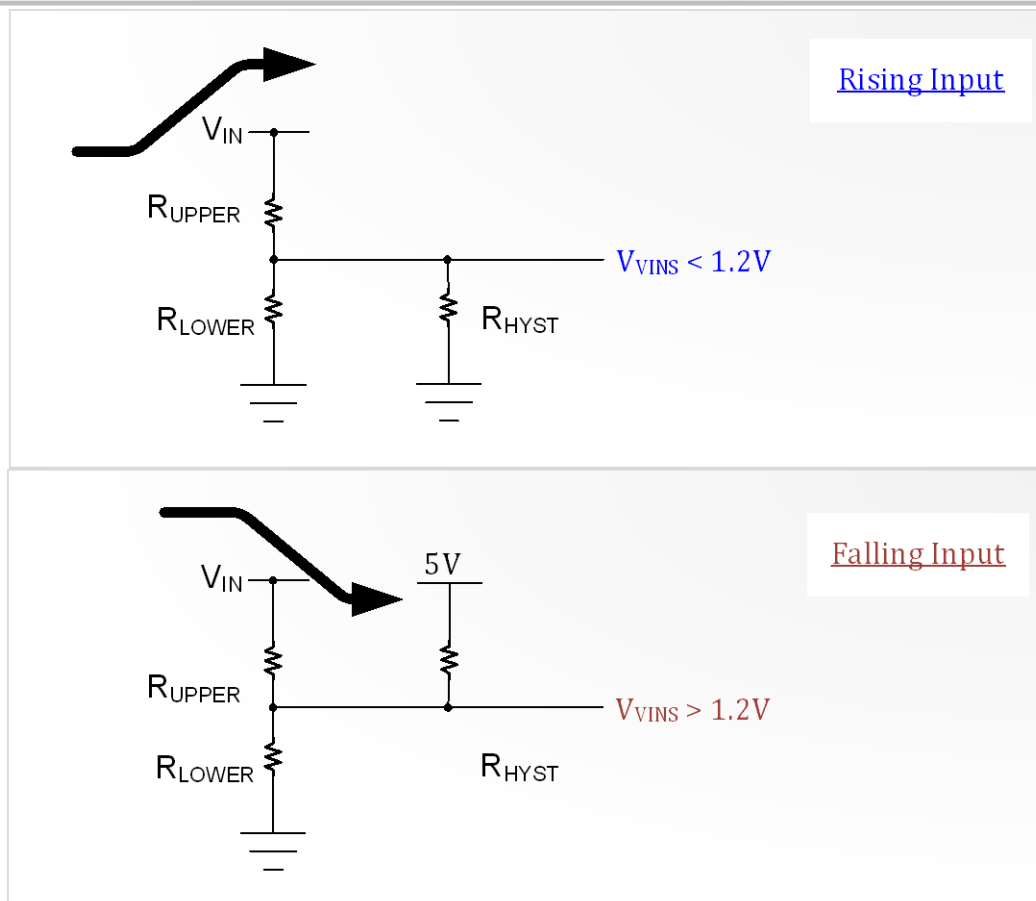 Rising Input
VIN
RUPPER
VVINS < 1.2V
RLOWER
RHYST
Falling Input
5V
VIN
RUPPER
VVINS > 1.2V
RLOWER
RHYST